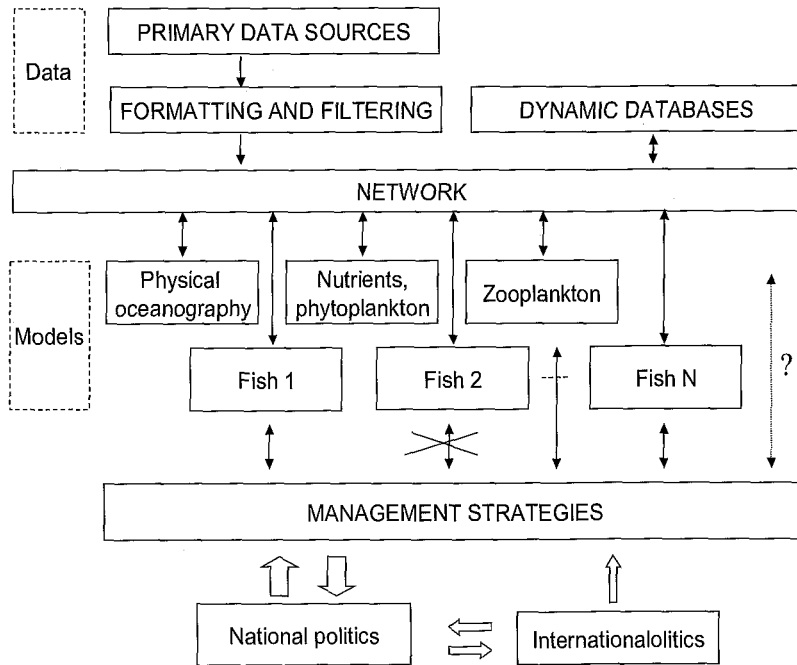 PRIMARY DATA SOURCES
Data
FORMATTING AND FILTERING
DYNAMIC DATABASES
NETWORK
Physical
oceanography
Nutrients,
phytoplankton
Zooplankton
Models
Fish 1
Fish 2
Fish N
?
MANAGEMENT STRATEGIES
National politics
Internationalolitics